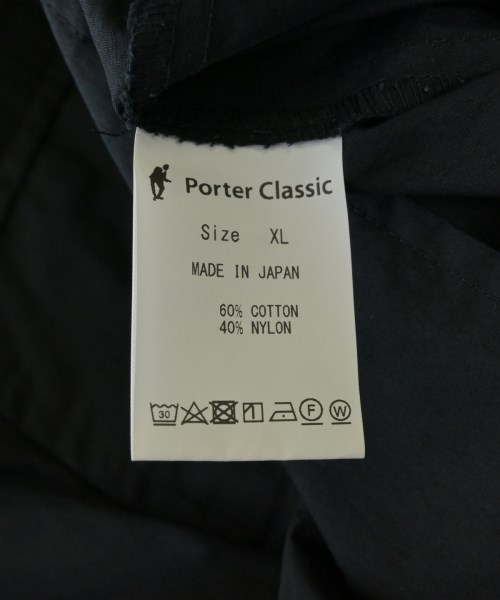 Porter Classic
Size XL
MADE IN JAPAN
60% COTTON
40% NYLON
30 F W